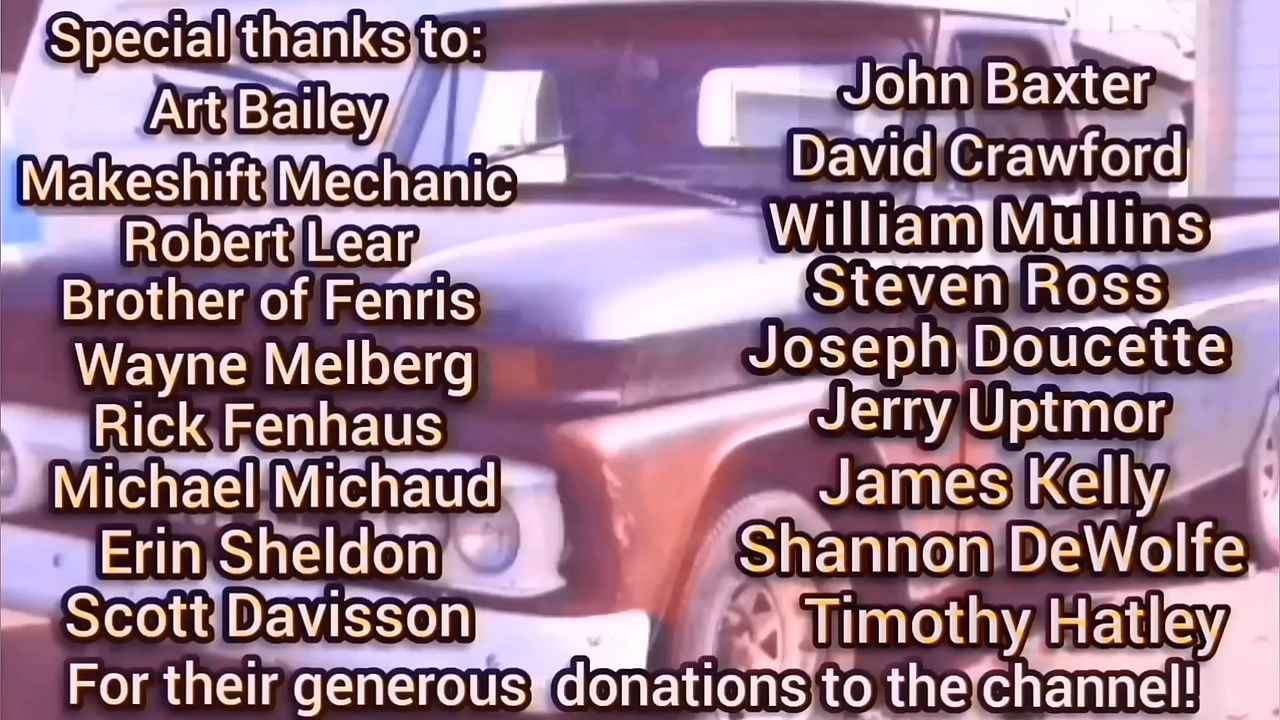 Special thanks to:
Art Bailey
Makeshift Mechanic
Robert Lear
Brother of Fenris
Wayne Melberg
Rick Fenhaus
Michael Michaud
Erin Sheldon
Scott Davisson
John Baxter
David Crawford
William Mullins
Steven Ross
Joseph Doucette
Jerry Uptmor
James Kelly
Shannon DeWolfe
Timothy Hatley
For their generous donations to the channel!